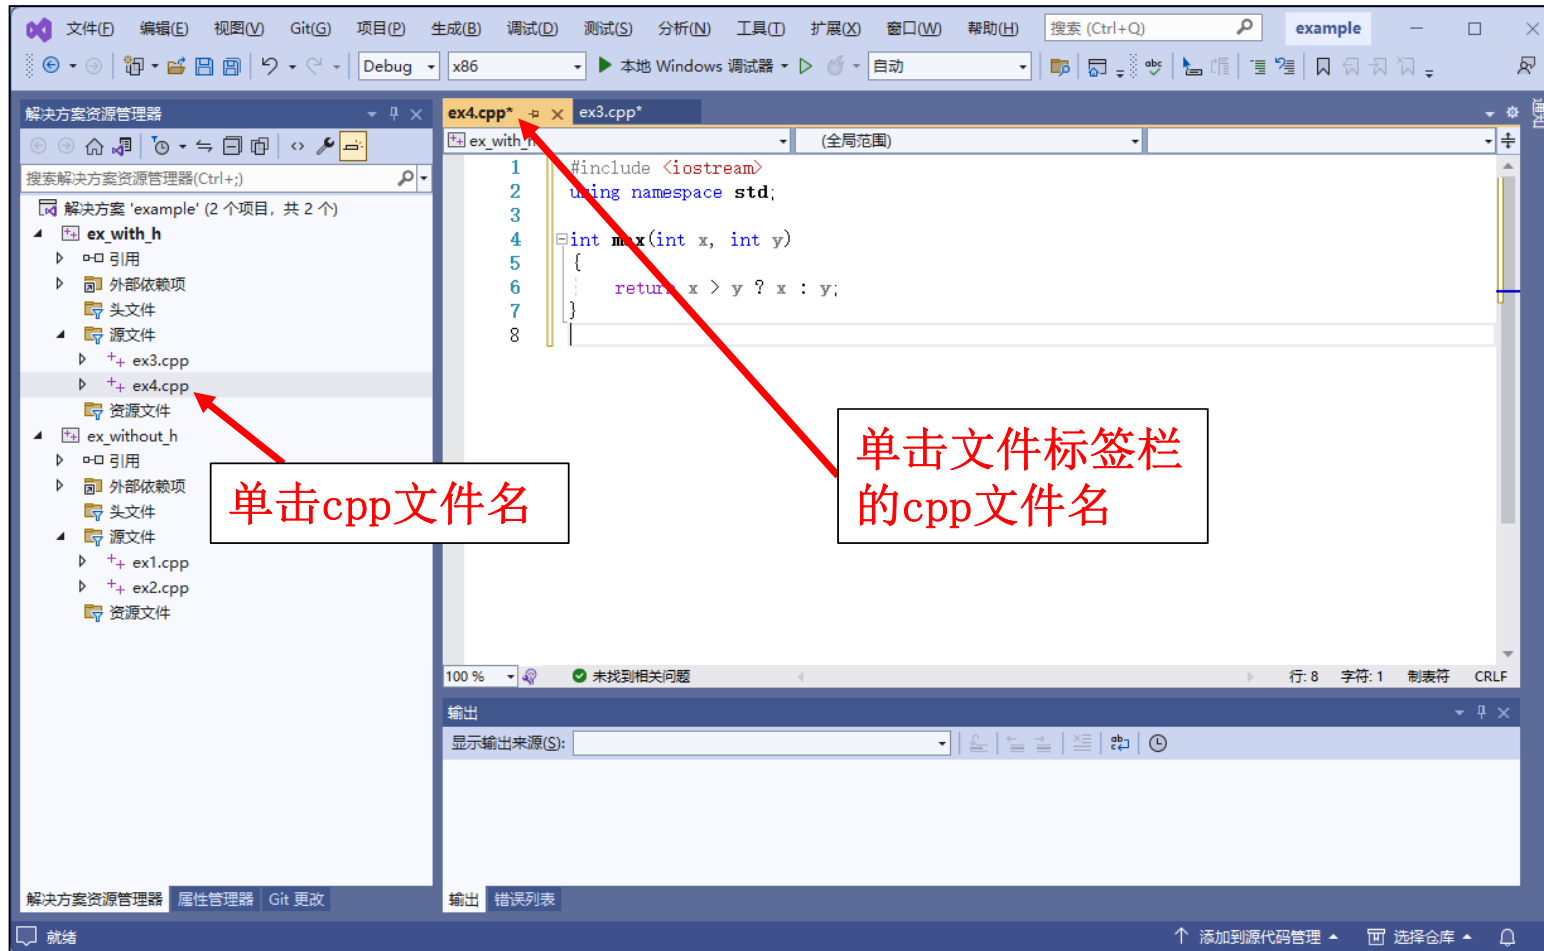 文件(F) 编辑(E) 视图(V) Git(G) 项目(P) 生成(B) 调试(D) 测试(S) 分析(N) 工具(T) 扩展(X) 窗口(W) 帮助(H) 搜索 (Ctrl+Q) example
Debug x86 本地 Windows 调试器 自动
解决方案资源管理器
搜索解决方案资源管理器(Ctrl+;)
解决方案 'example' (2 个项目，共 2 个)
ex_with_h
引用
外部依赖项
头文件
源文件
ex3.cpp
ex4.cpp
资源文件
ex_without_h
引用
外部依赖项
头文件
源文件
ex1.cpp
ex2.cpp
资源文件
单击cpp文件名
解决方案资源管理器 属性管理器 Git 更改
ex4.cpp* ex3.cpp*
ex_with_h (全局范围)
1 #include <iostream>
2 using namespace std;
3
4 int max(int x, int y)
5 {
6 return x > y ? x : y;
7 }
8
单击文件标签栏
的cpp文件名
100 % 未找到相关问题 行: 8 字符: 1 制表符 CRLF
输出
显示输出来源(S):
输出 错误列表
就绪 添加到源代码管理 选择仓库